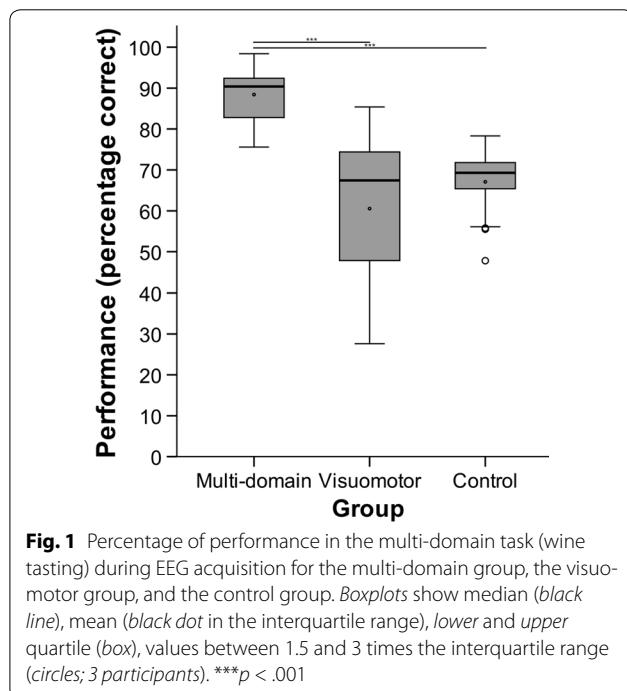 ***
***
100
90
80
70
60
50
40
30
20
10
0
Performance (percentage correct)
Multi-domain Visuomotor Control
Group
Fig. 1 Percentage of performance in the multi-domain task (wine
tasting) during EEG acquisition for the multi-domain group, the visuo-
motor group, and the control group. Boxplots show median (black
line), mean (black dot in the interquartile range), lower and upper
quartile (box), values between 1.5 and 3 times the interquartile range
(circles; 3 participants). ***p < .001